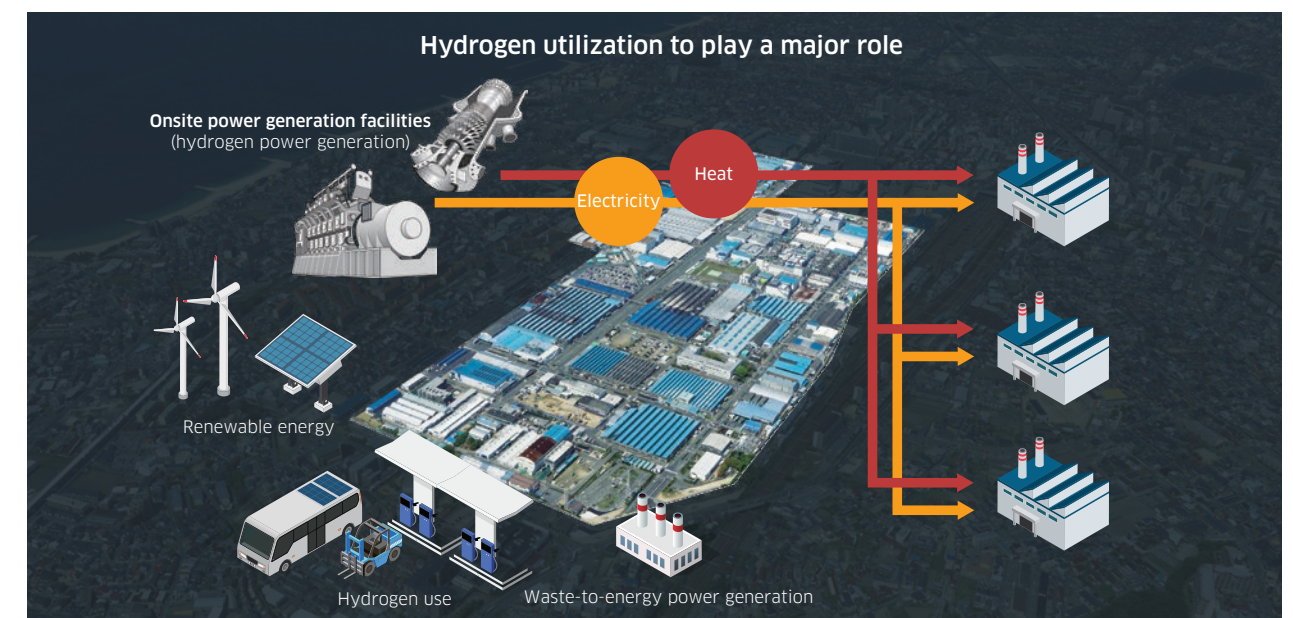 Hydrogen utilization to play a major role
Onsite power generation facilities
(hydrogen power generation)
Heat
Electricity
Renewable energy
Hydrogen use
Waste-to-energy power generation